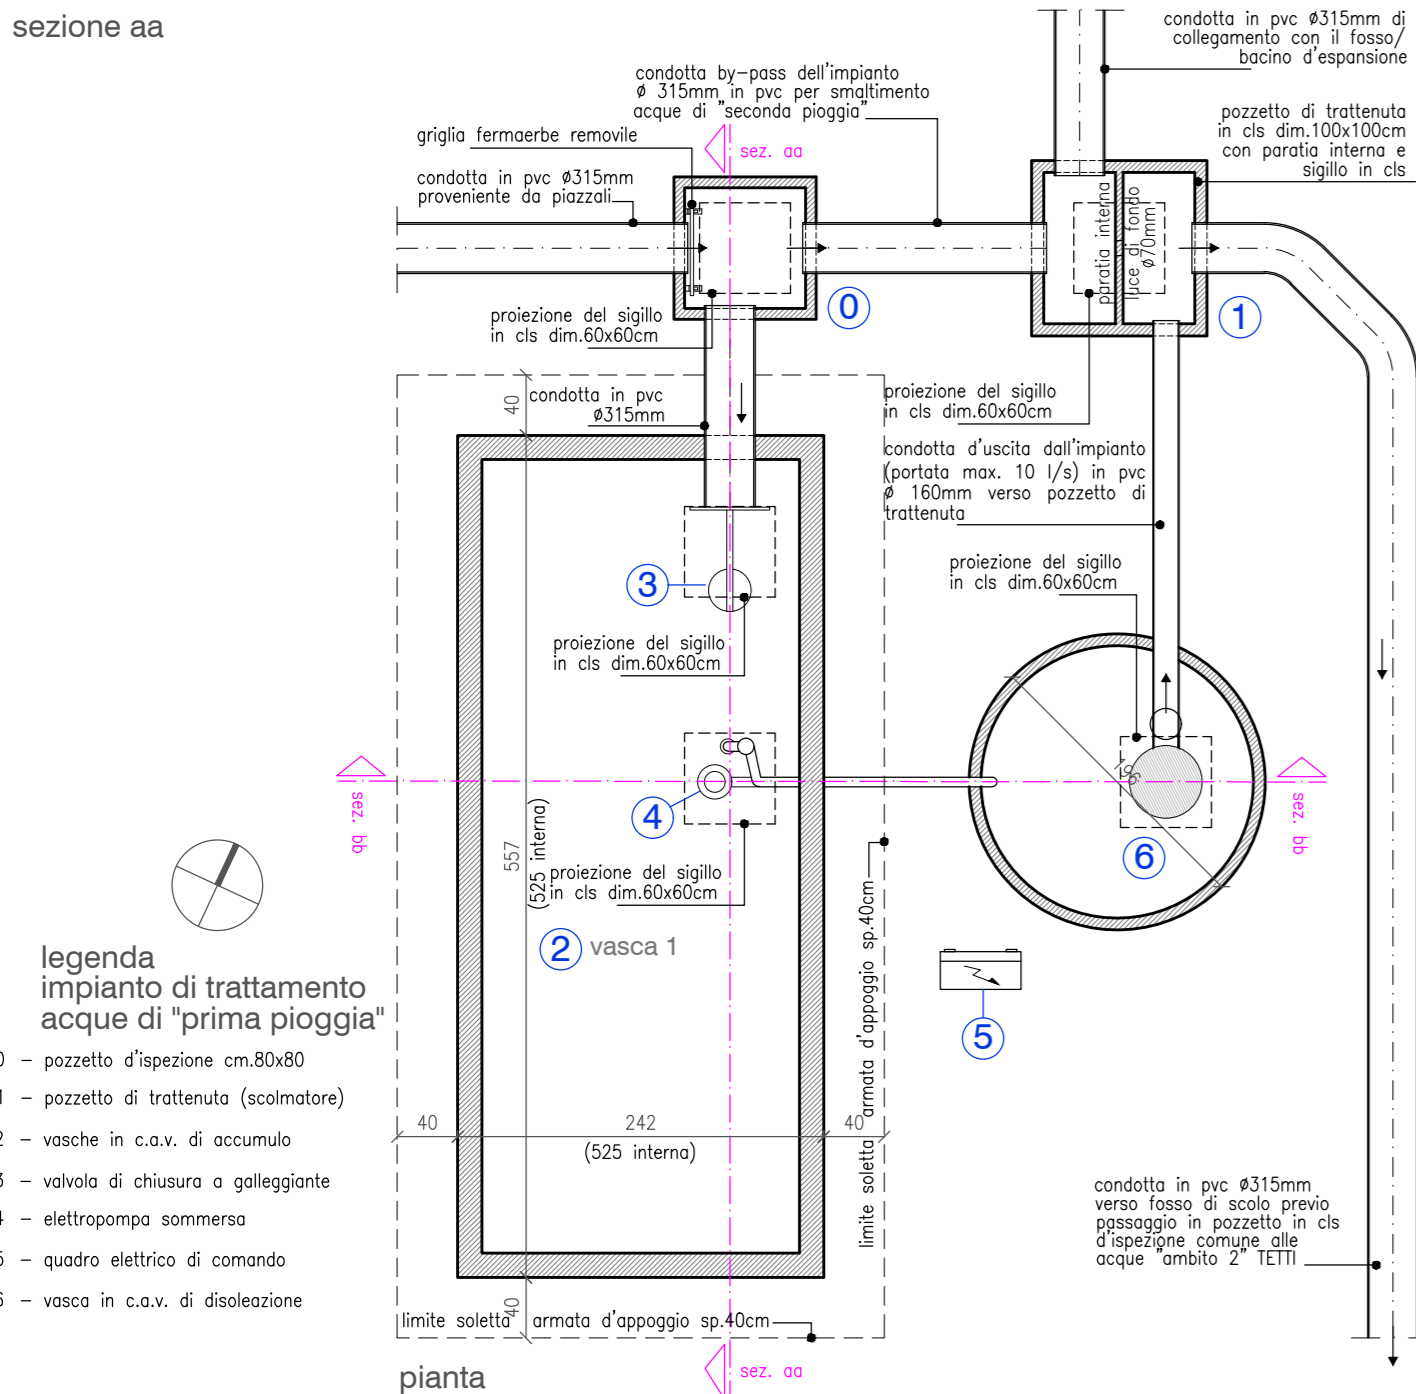 sezione aa
condotta in pvc Ø315mm di
collegamento con il fosso/
bacino d'espansione
condotta by-pass dell'impianto
Ø 315mm in pvc per smaltimento
acque di "seconda pioggia"
pozzetto di trattenuta
in cls dim.100x100cm
con paratia interna e
sigillo in cls
griglia fermaerbe removile
sez. aa
condotta in pvc Ø315mm
proveniente da piazzali
paratia interna
luce di fondo
Ø70mm
0
1
proiezione del sigillo
in cls dim.60x60cm
condotta in pvc
Ø315mm
40
proiezione del sigillo
in cls dim.60x60cm
condotta d'uscita dall'impianto
(portata max. 10 l/s) in pvc
Ø 160mm verso pozzetto di
trattenuta
proiezione del sigillo
in cls dim.60x60cm
3
proiezione del sigillo
in cls dim.60x60cm
196
sez. bb
4
sez. bb
6
557
(525 interna)
proiezione del sigillo
in cls dim.60x60cm
2 vasca 1
5
limite soletta armata d'appoggio sp.40cm
legenda
impianto di trattamento
acque di "prima pioggia"
0 - pozzetto d'ispezione cm.80x80
1 - pozzetto di trattenuta (scolmatore)
2 - vasche in c.a.v. di accumulo
3 - valvola di chiusura a galleggiante
4 - elettropompa sommersa
5 - quadro elettrico di comando
6 - vasca in c.a.v. di disoleazione
40
242
40
(525 interna)
condotta in pvc Ø315mm
verso fosso di scolo previo
passaggio in pozzetto in cls
d'ispezione comune alle
acque "ambito 2" TETTI
40
limite soletta armata d'appoggio sp.40cm
pianta
sez. aa